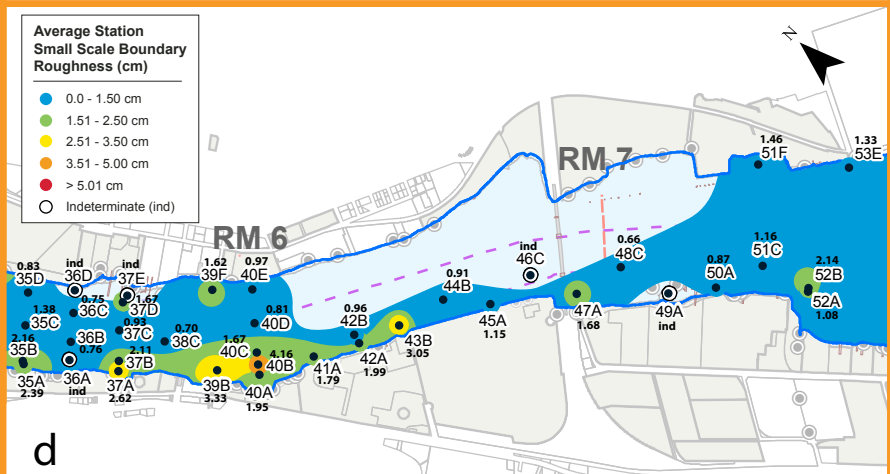 Average Station
Small Scale Boundary
Roughness (cm)
0.0 - 1.50 cm
1.51 - 2.50 cm
2.51 - 3.50 cm
3.51 - 5.00 cm
> 5.01 cm
Indeterminate (ind)
N
RM 6
RM 7
0.83
35D
ind
36D
ind
37E
1.62
39F
0.97
40E
1.38
35C
0.75
36C
1.67
37D
0.93
37C
0.70
38C
0.81
40D
2.16
35B
36B
0.76
2.11
37B
1.67
40C
4.16
40B
35A
2.39
36A
ind
37A
2.62
39B
3.33
40A
1.95
41A
1.79
0.96
42B
42A
1.99
43B
3.05
0.91
44B
45A
1.15
ind
46C
47A
1.68
0.66
48C
49A
ind
0.87
50A
1.46
51F
1.16
51C
2.14
52B
52A
1.08
1.33
53E
d